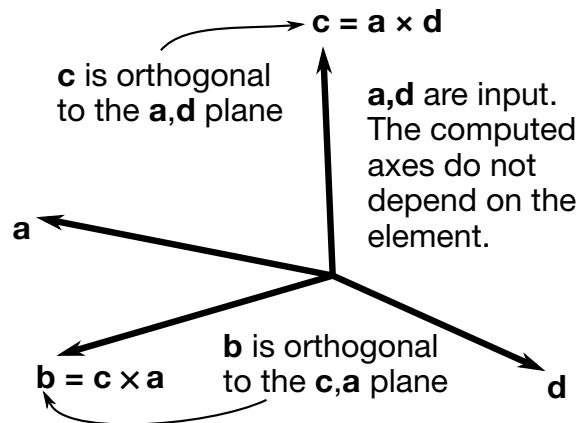 c = a × d
c is orthogonal
to the a,d plane
a,d are input.
The computed
axes do not
depend on the
element.
a
b = c × a
b is orthogonal
to the c,a plane
d